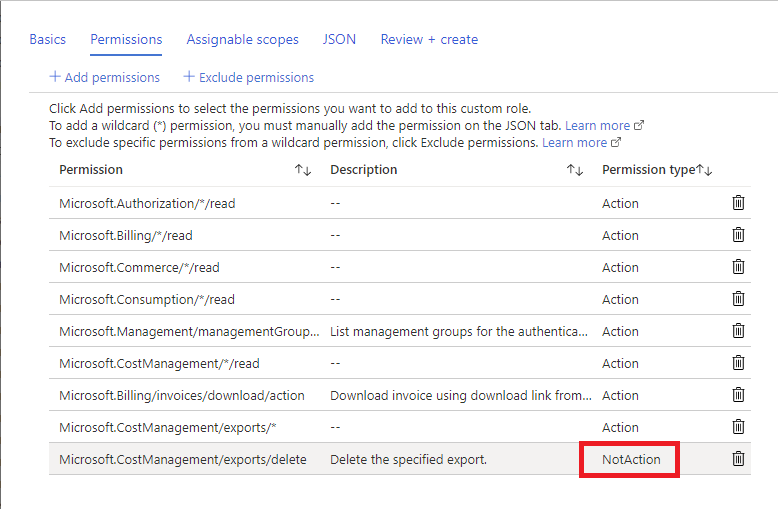 Basics Permissions Assignable scopes JSON Review + create
+ Add permissions + Exclude permissions
Click Add permissions to select the permissions you want to add to this custom role.
To add a wildcard (*) permission, you must manually add the permission on the JSON tab. Learn more
To exclude specific permissions from a wildcard permission, click Exclude permissions. Learn more
Permission ↑↓ Description ↑↓ Permission type↑↓
Microsoft.Authorization/*/read -- Action
Microsoft.Billing/*/read -- Action
Microsoft.Commerce/*/read -- Action
Microsoft.Consumption/*/read -- Action
Microsoft.Management/managementGroup... List management groups for the authentica... Action
Microsoft.CostManagement/*/read -- Action
Microsoft.Billing/invoices/download/action Download invoice using download link from... Action
Microsoft.CostManagement/exports/* -- Action
Microsoft.CostManagement/exports/delete Delete the specified export. NotAction